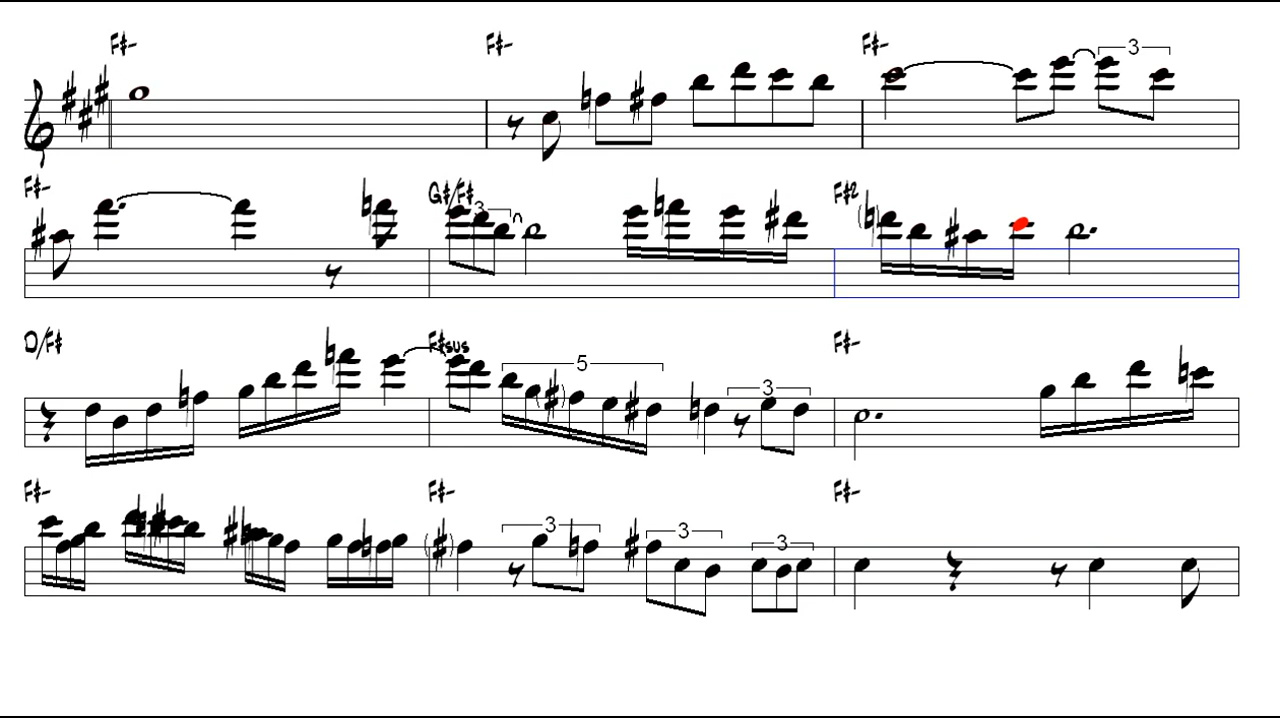 F#- F#- F#-
3
F#- G#/F# F#2
3
D/F# F#sus F#-
5 3
F#- F#- F#-
3 3 3